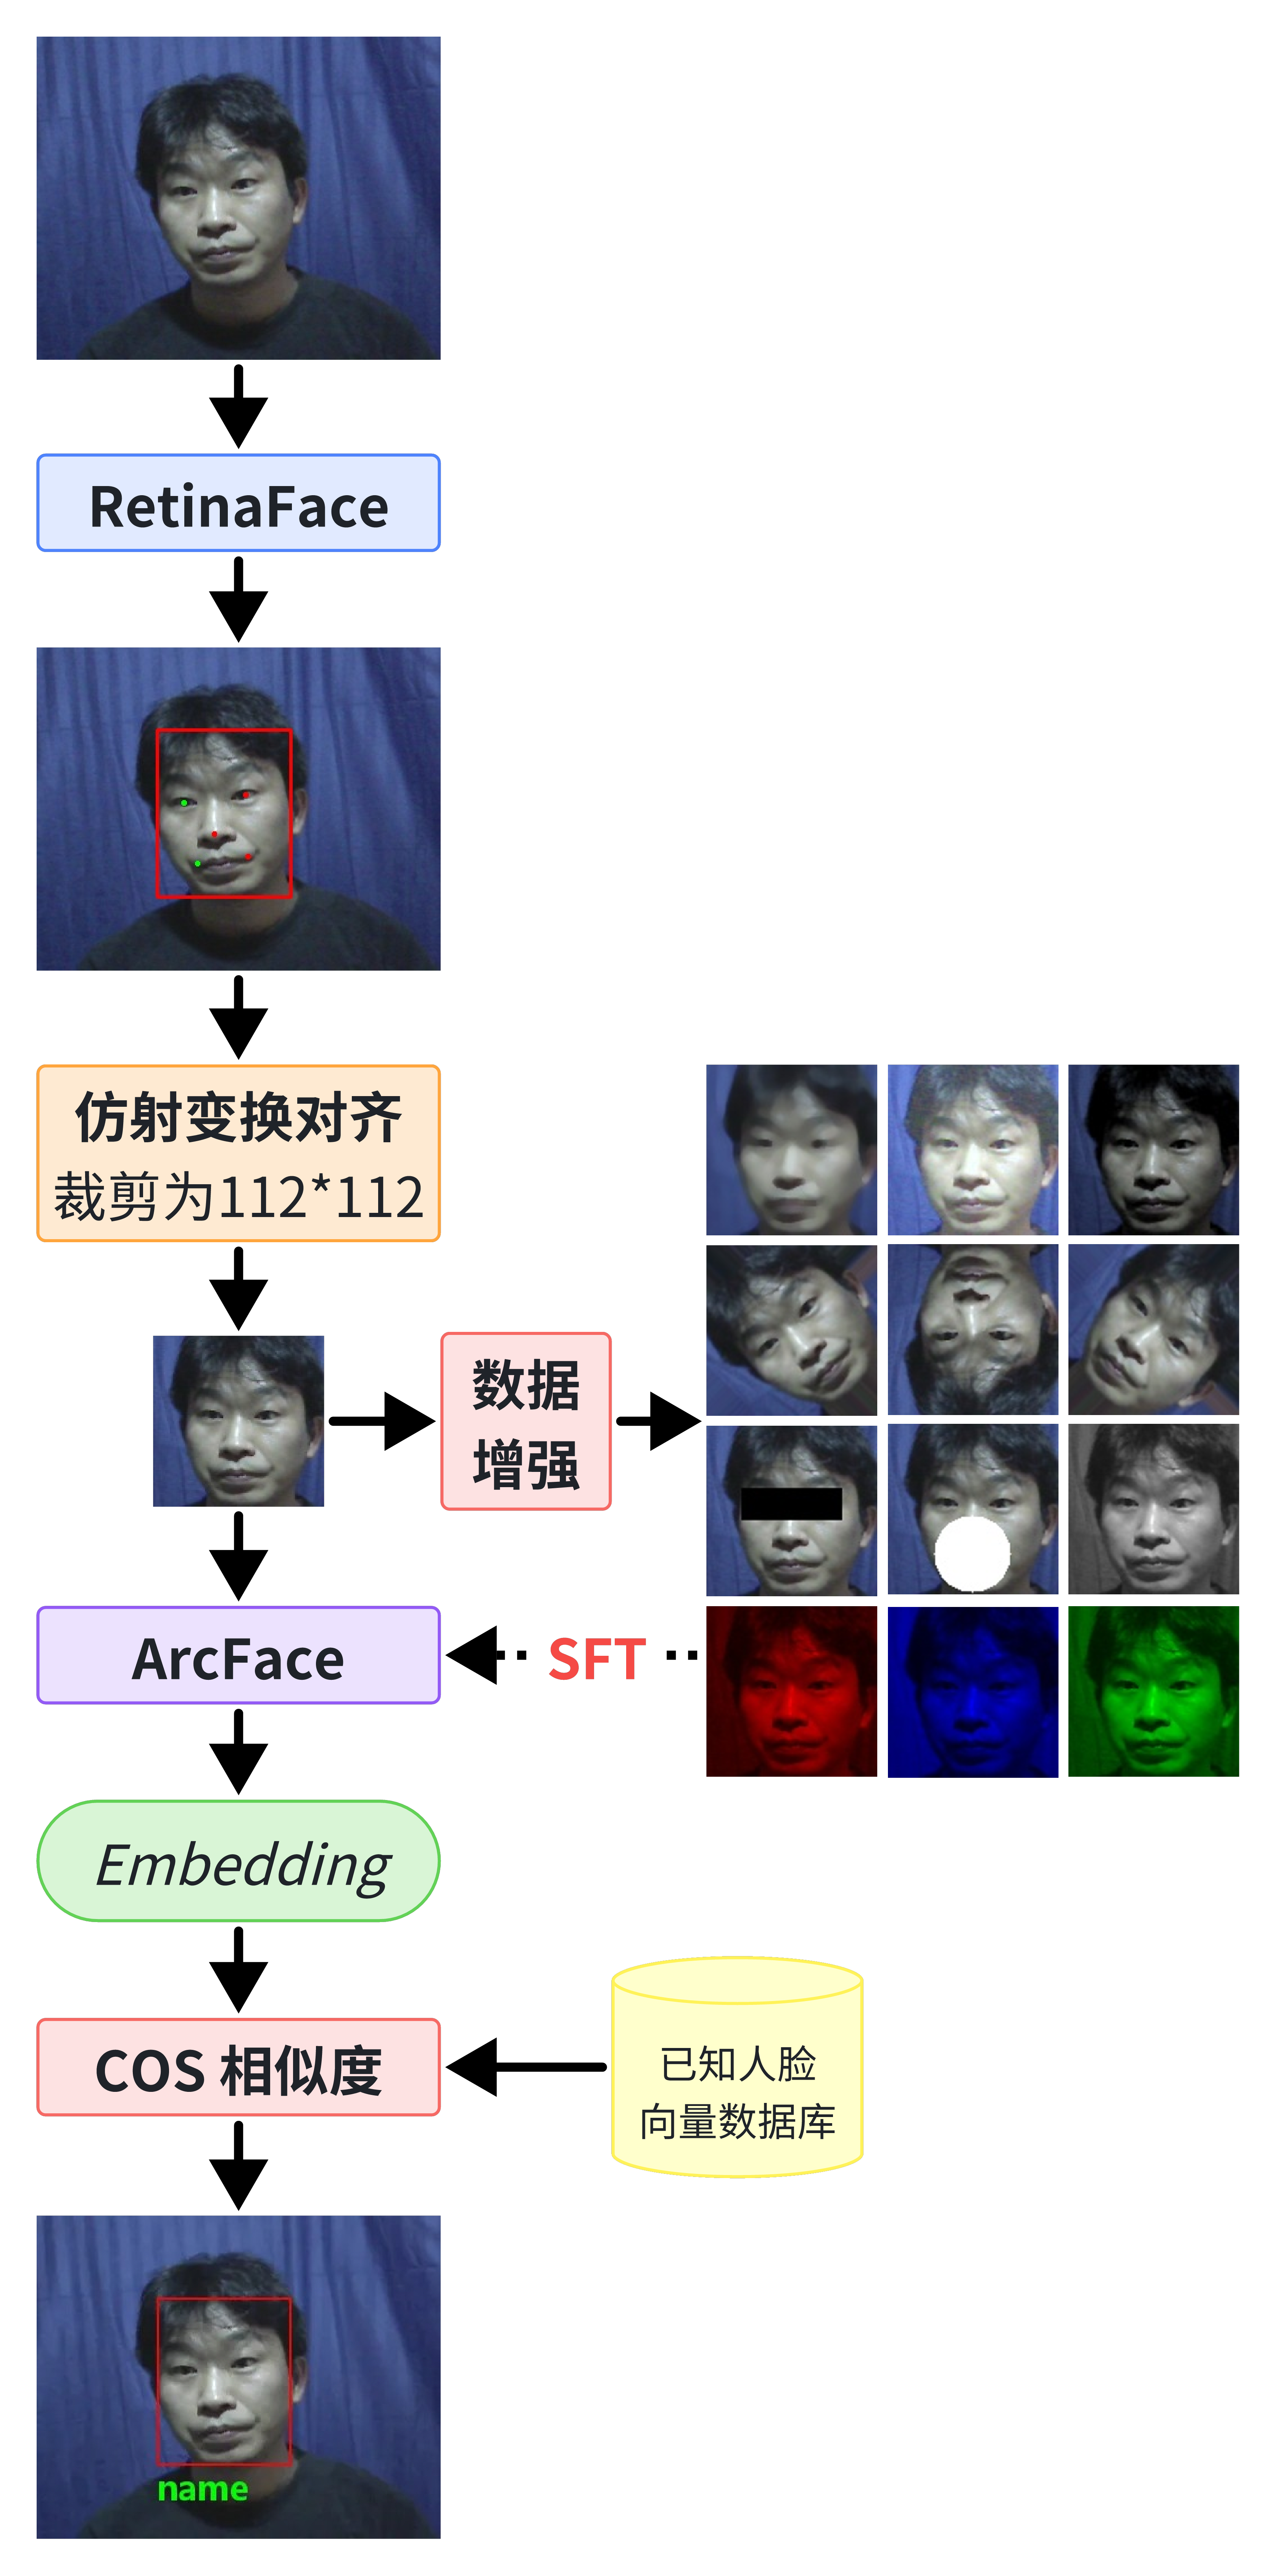 RetinaFace
仿射变换对齐
裁剪为112*112
数据
增强
ArcFace
SFT
Embedding
COS 相似度
已知人脸
向量数据库
name